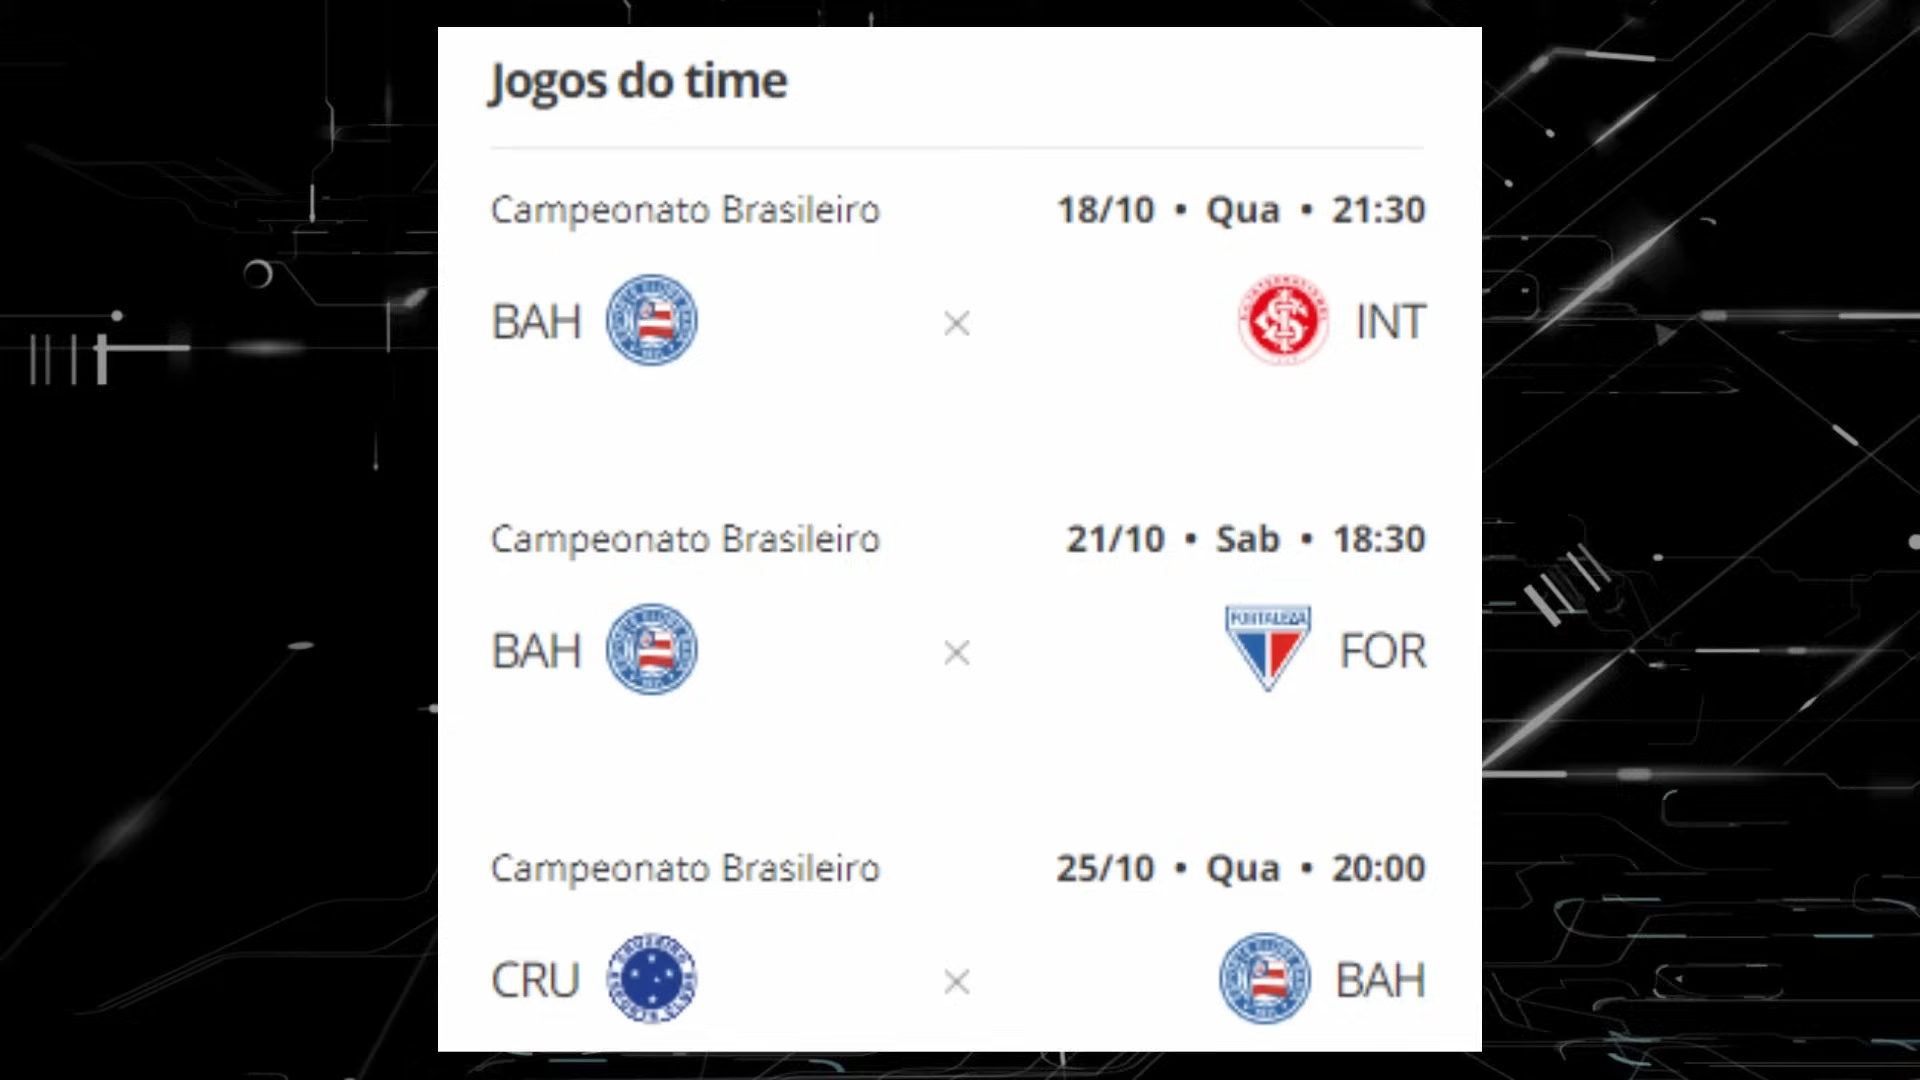 Jogos do time
Campeonato Brasileiro 18/10 • Qua • 21:30
BAH × INT
Campeonato Brasileiro 21/10 • Sab • 18:30
BAH × FORTALEZA FOR
Campeonato Brasileiro 25/10 • Qua • 20:00
CRU × BAH